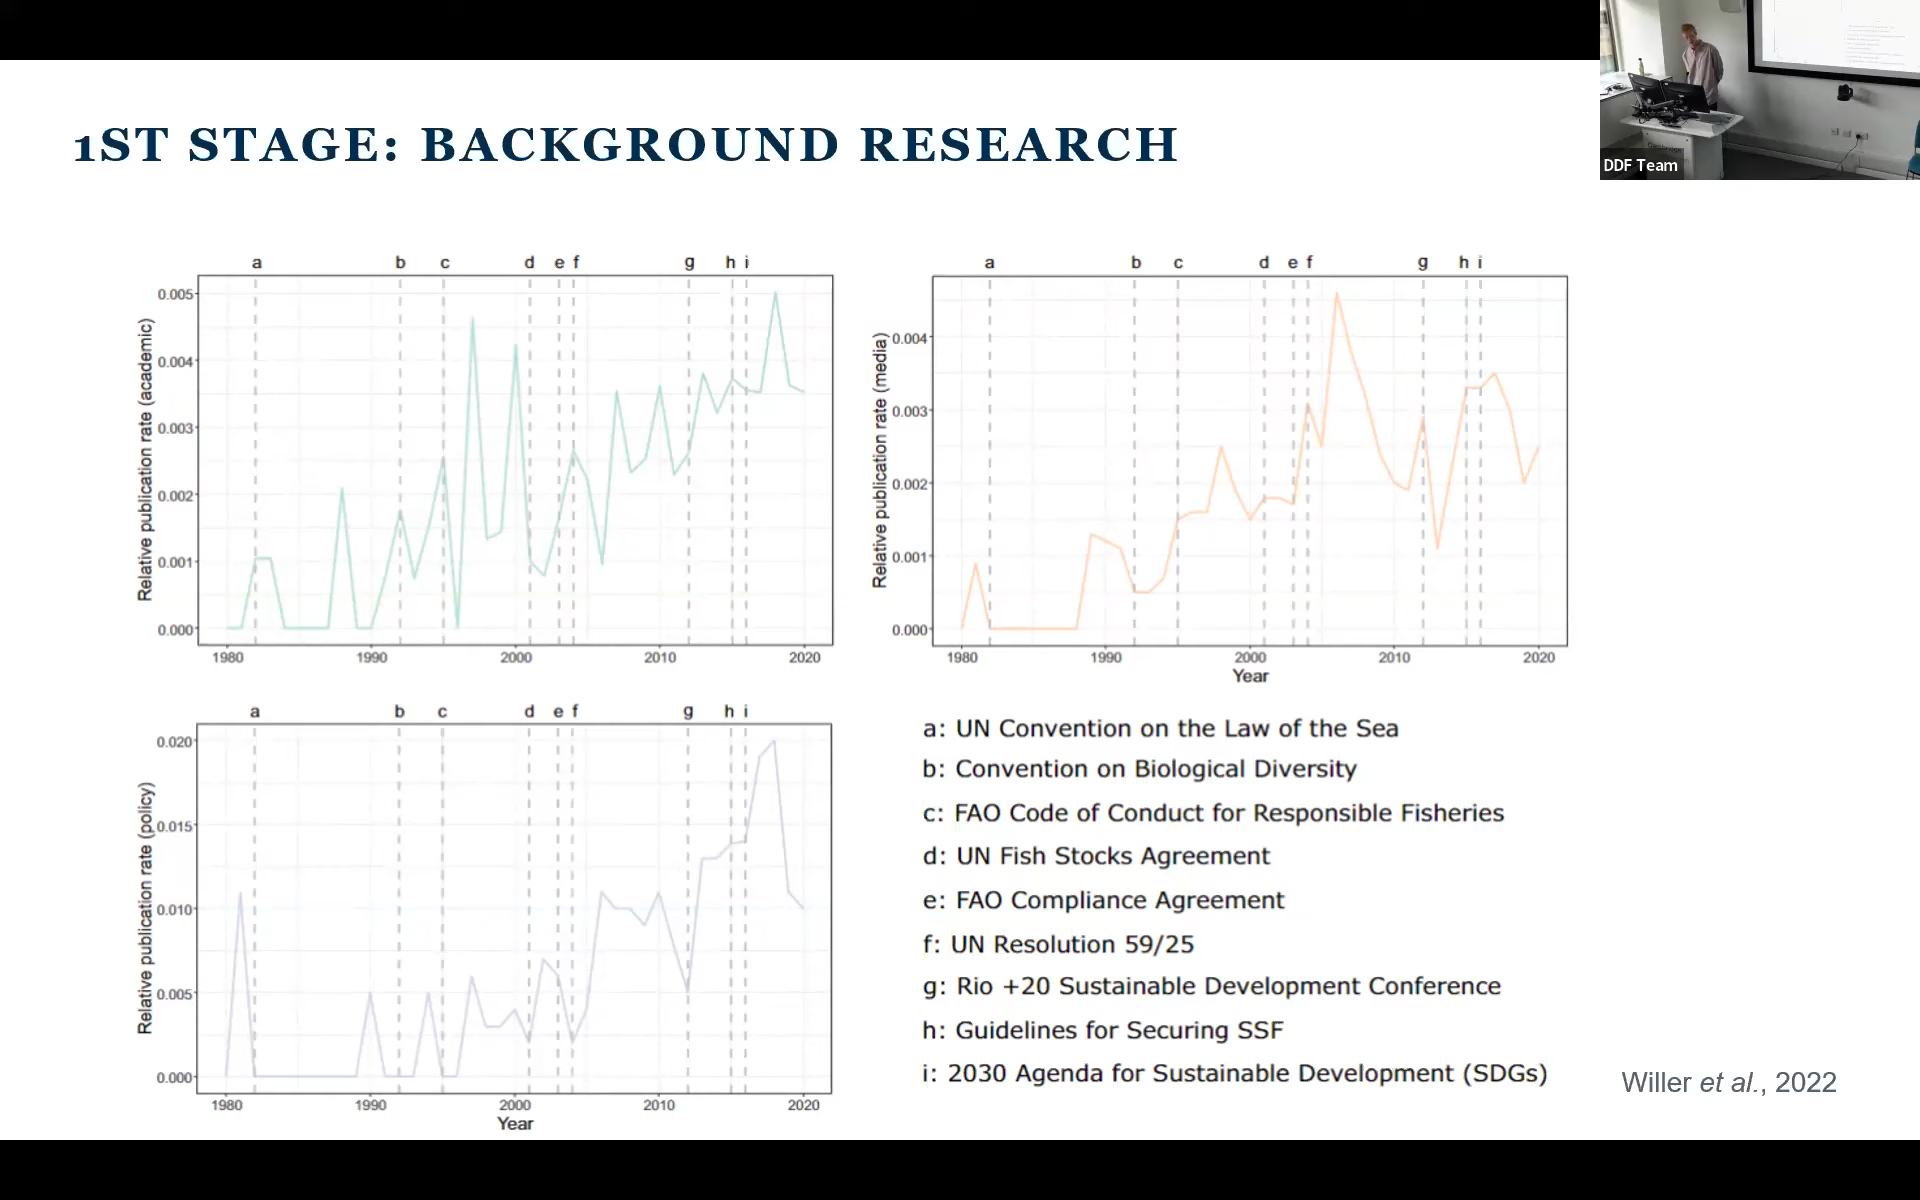 1ST STAGE: BACKGROUND RESEARCH
DDF Team
a b c d e f g h i
Relative publication rate (academic)
0.005
0.004
0.003
0.002
0.001
0.000
1980 1990 2000 2010 2020
a b c d e f g h i
Relative publication rate (media)
0.004
0.003
0.002
0.001
0.000
1980 1990 2000 2010 2020
Year
a b c d e f g h i
Relative publication rate (policy)
0.020
0.015
0.010
0.005
0.000
1980 1990 2000 2010 2020
Year
a: UN Convention on the Law of the Sea
b: Convention on Biological Diversity
c: FAO Code of Conduct for Responsible Fisheries
d: UN Fish Stocks Agreement
e: FAO Compliance Agreement
f: UN Resolution 59/25
g: Rio +20 Sustainable Development Conference
h: Guidelines for Securing SSF
i: 2030 Agenda for Sustainable Development (SDGs)
Willer et al., 2022